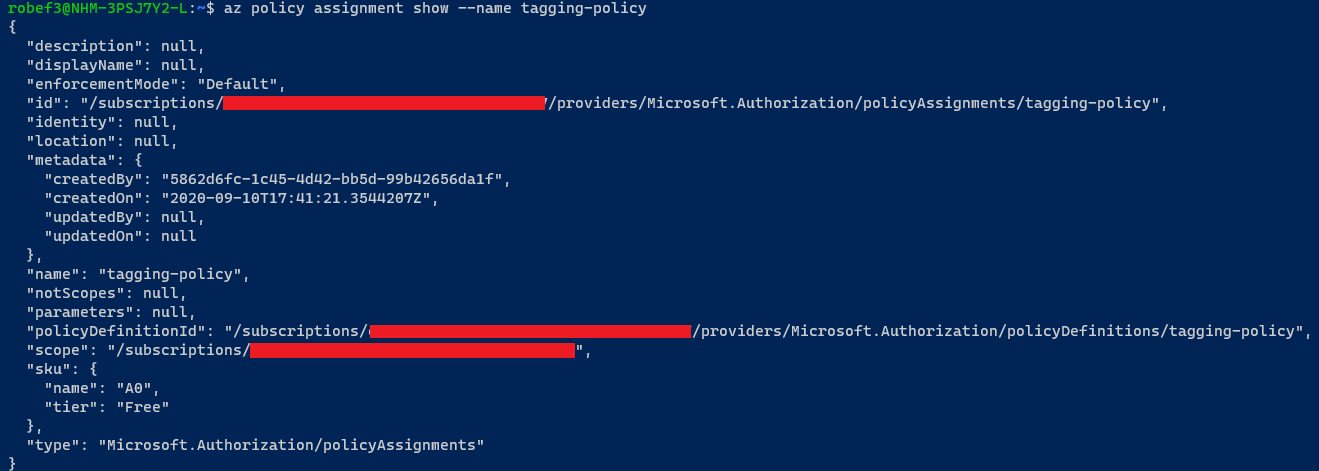 robef3@NHM-3PSJ7Y2-L:~$ az policy assignment show --name tagging-policy
{
  "description": null,
  "displayName": null,
  "enforcementMode": "Default",
  "id": "/subscriptions/ /providers/Microsoft.Authorization/policyAssignments/tagging-policy",
  "identity": null,
  "location": null,
  "metadata": {
    "createdBy": "5862d6fc-1c45-4d42-bb5d-99b42656da1f",
    "createdOn": "2020-09-10T17:41:21.3544207Z",
    "updatedBy": null,
    "updatedOn": null
  },
  "name": "tagging-policy",
  "notScopes": null,
  "parameters": null,
  "policyDefinitionId": "/subscriptions/ /providers/Microsoft.Authorization/policyDefinitions/tagging-policy",
  "scope": "/subscriptions/ ",
  "sku": {
    "name": "A0",
    "tier": "Free"
  },
  "type": "Microsoft.Authorization/policyAssignments"
}